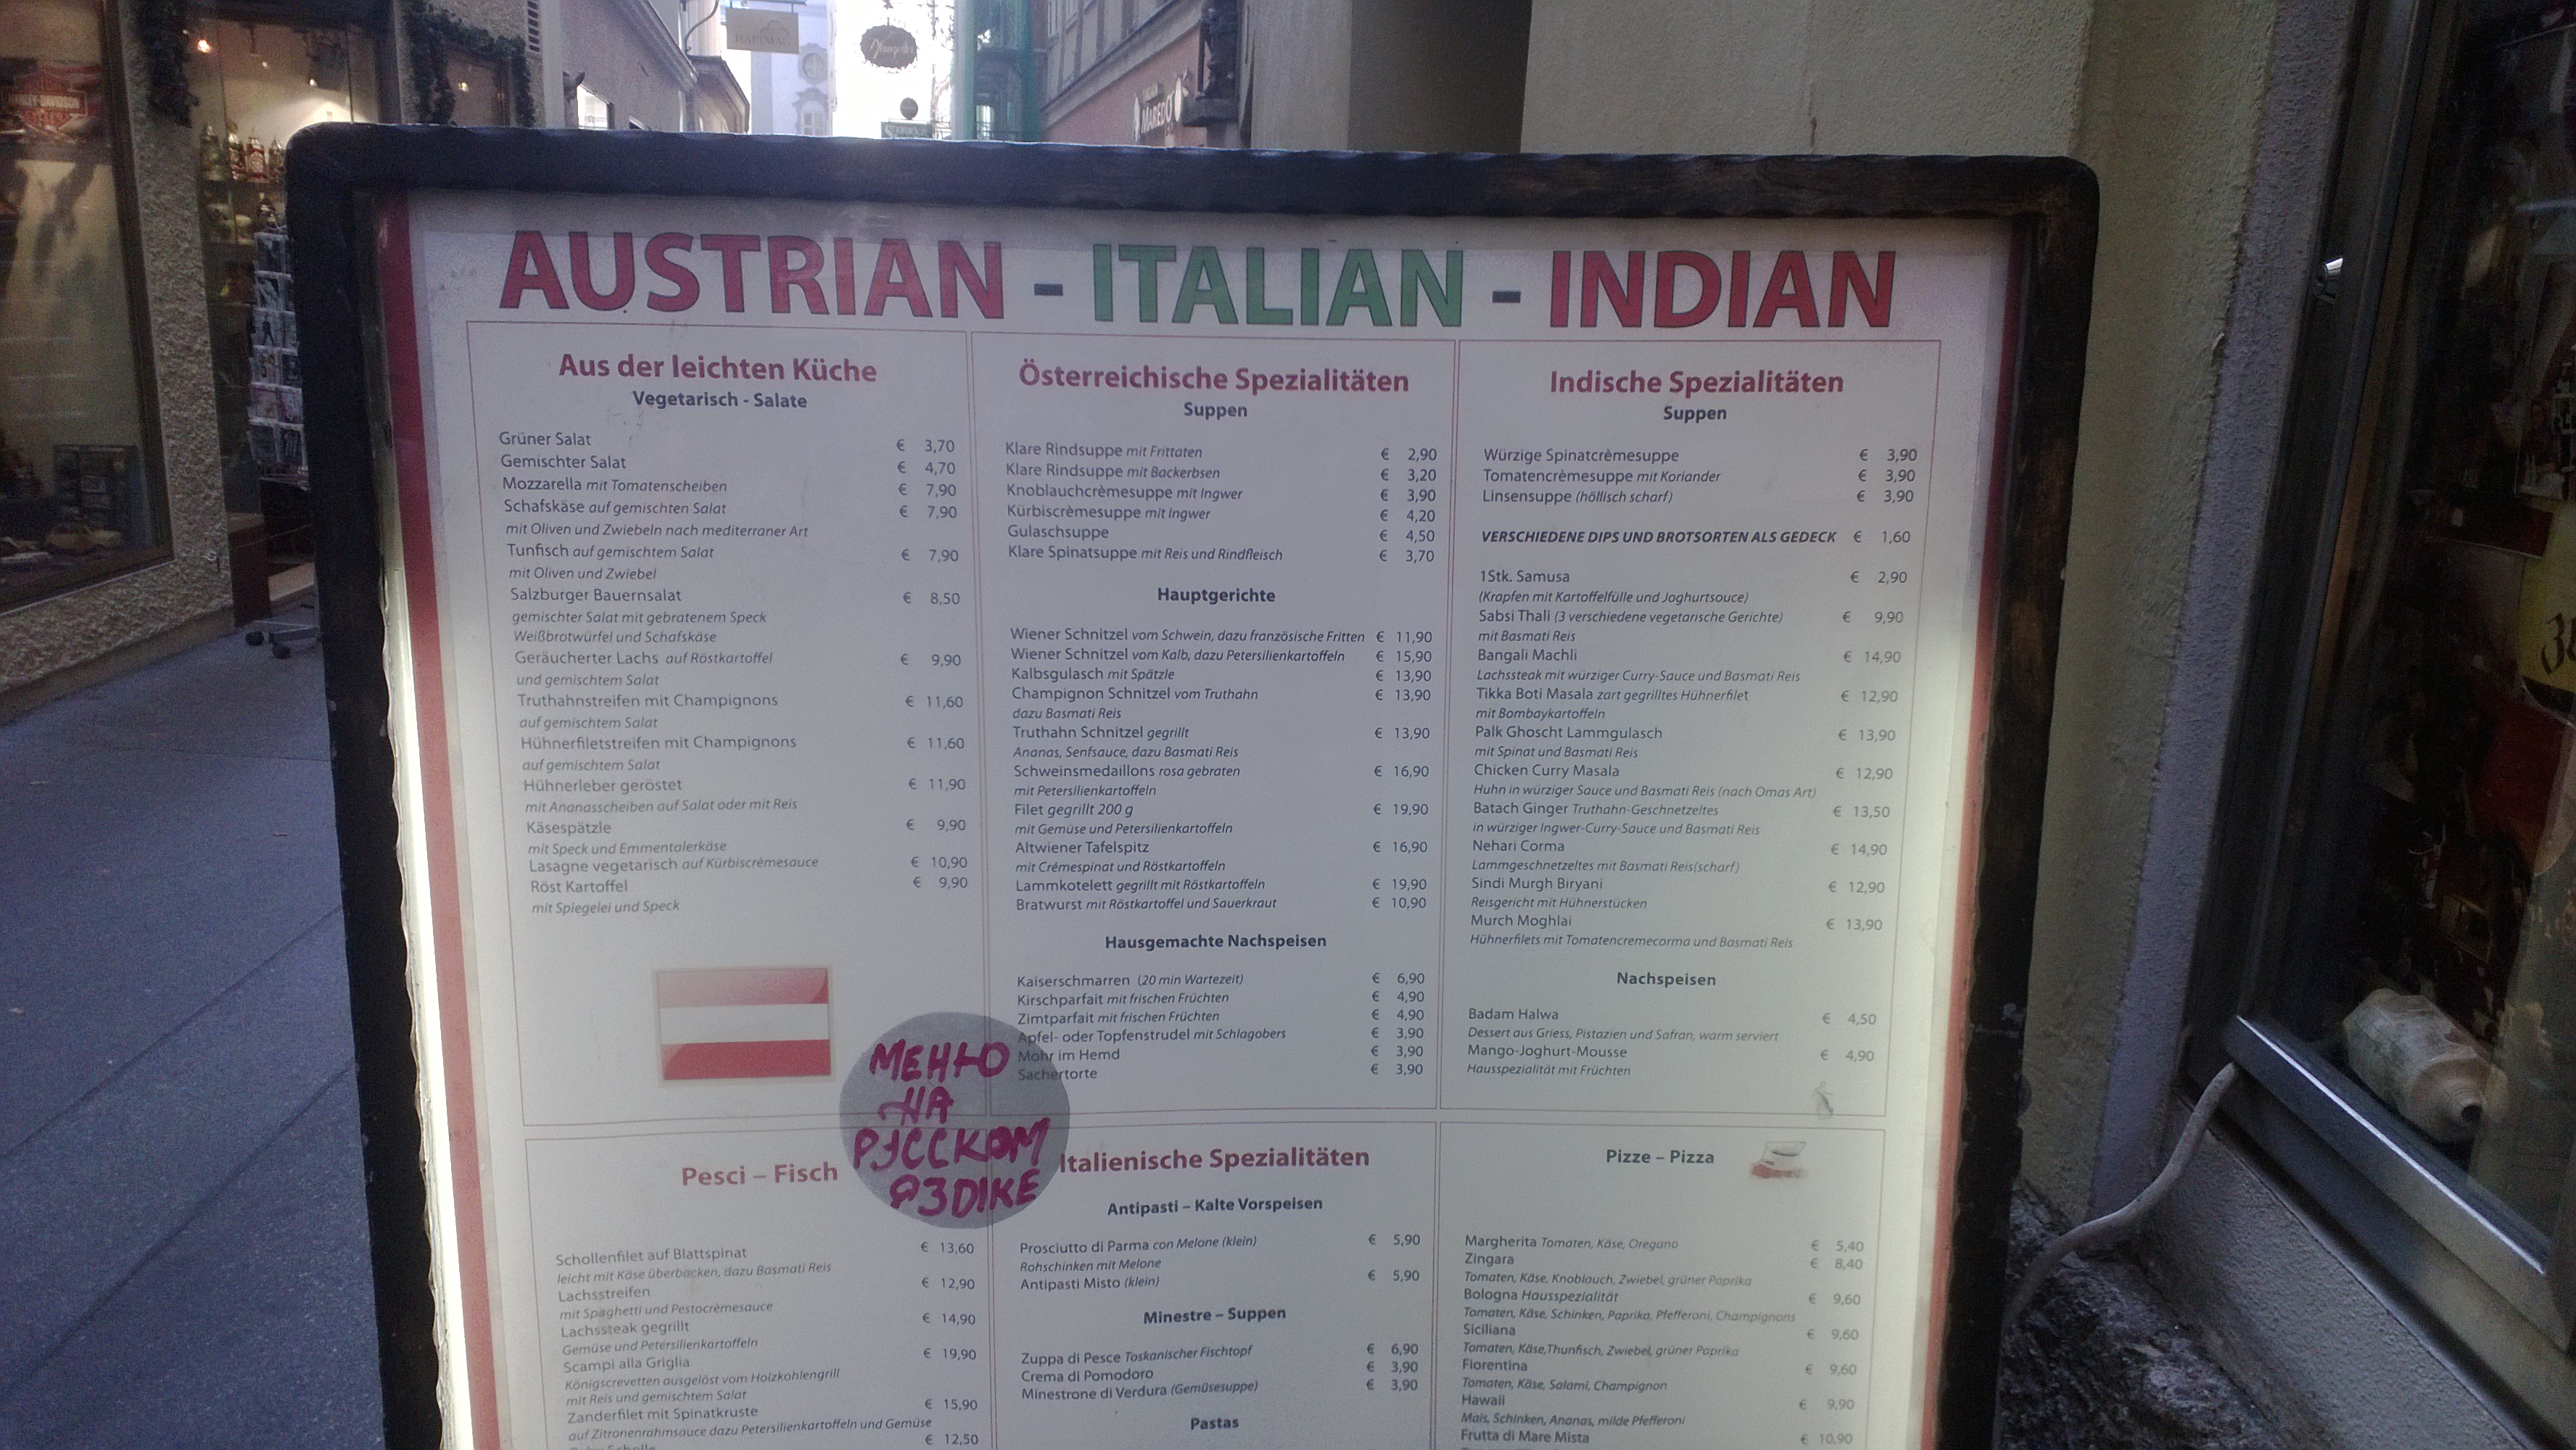 HARLEY-DAVIDSON
HAPIMAG
MAREDO
AUSTRIAN - ITALIAN - INDIAN
Aus der leichten Küche
Vegetarisch - Salate
Grüner Salat € 3,70
Gemischter Salat € 4,70
Mozzarella mit Tomatenscheiben € 7,90
Schafskäse auf gemischten Salat € 7,90
mit Oliven und Zwiebeln nach mediterraner Art
Tunfisch auf gemischtem Salat € 7,90
mit Oliven und Zwiebel
Salzburger Bauernsalat € 8,50
gemischter Salat mit gebratenem Speck
Weißbrotwürfel und Schafskäse
Geräucherter Lachs auf Röstkartoffel € 9,90
und gemischtem Salat
Truthahnstreifen mit Champignons € 11,60
auf gemischtem Salat
Hühnerfiletstreifen mit Champignons € 11,60
auf gemischtem Salat
Hühnerleber geröstet € 11,90
mit Ananasscheiben auf Salat oder mit Reis
Käsespätzle € 9,90
mit Speck und Emmentalerkäse
Lasagne vegetarisch auf Kürbiscrèmesauce € 10,90
Röst Kartoffel € 9,90
mit Spiegelei und Speck
Österreichische Spezialitäten
Suppen
Klare Rindsuppe mit Frittaten € 2,90
Klare Rindsuppe mit Backerbsen € 3,20
Knoblauchcrèmesuppe mit Ingwer € 3,90
Kürbiscrèmesuppe mit Ingwer € 4,20
Gulaschsuppe € 4,50
Klare Spinatsuppe mit Reis und Rindfleisch € 3,70
Hauptgerichte
Wiener Schnitzel vom Schwein, dazu französische Fritten € 11,90
Wiener Schnitzel vom Kalb, dazu Petersilienkartoffeln € 15,90
Kalbsgulasch mit Spätzle € 13,90
Champignon Schnitzel vom Truthahn € 13,90
dazu Basmati Reis
Truthahn Schnitzel gegrillt € 13,90
Ananas, Senfsauce, dazu Basmati Reis
Schweinsmedaillons rosa gebraten € 16,90
mit Petersilienkartoffeln
Filet gegrillt 200 g € 19,90
mit Gemüse und Petersilienkartoffeln
Altwiener Tafelspitz € 16,90
mit Crèmespinat und Röstkartoffeln
Lammkotelett gegrillt mit Röstkartoffeln € 19,90
Bratwurst mit Röstkartoffel und Sauerkraut € 10,90
Hausgemachte Nachspeisen
Kaiserschmarren (20 min Wartezeit) € 6,90
Kirschparfait mit frischen Früchten € 4,90
Zimtparfait mit frischen Früchten € 4,90
Apfel- oder Topfenstrudel mit Schlagobers € 3,90
Mohr im Hemd € 3,90
Sachertorte € 3,90
Indische Spezialitäten
Suppen
Würzige Spinatcrèmesuppe € 3,90
Tomatencrèmesuppe mit Koriander € 3,90
Linsensuppe (höllisch scharf) € 3,90
VERSCHIEDENE DIPS UND BROTSORTEN ALS GEDECK € 1,60
1Stk. Samusa € 2,90
(Krapfen mit Kartoffelfülle und Joghurtsouce)
Sabsi Thali (3 verschiedene vegetarische Gerichte) € 9,90
mit Basmati Reis
Bangali Machli € 14,90
Lachssteak mit würziger Curry-Sauce und Basmati Reis
Tikka Boti Masala zart gegrilltes Hühnerfilet € 12,90
mit Bombaykartoffeln
Palk Ghoscht Lammgulasch € 13,90
mit Spinat und Basmati Reis
Chicken Curry Masala € 12,90
Huhn in würziger Sauce und Basmati Reis (nach Omas Art)
Batach Ginger Truthahn-Geschnetzeltes € 13,50
in würziger Ingwer-Curry-Sauce und Basmati Reis
Nehari Corma € 14,90
Lammgeschnetzeltes mit Basmati Reis(scharf)
Sindi Murgh Biryani € 12,90
Reisgericht mit Hühnerstücken
Murch Moghlai € 13,90
Hühnerfilets mit Tomatencremecorma und Basmati Reis
Nachspeisen
Badam Halwa € 4,50
Dessert aus Griess, Pistazien und Safran, warm serviert
Mango-Joghurt-Mousse € 4,90
Hausspezialität mit Früchten
МЕНЮ
НА
РУССКОМ
ЯЗЫКЕ
Pesci – Fisch
Schollenfilet auf Blattspinat € 13,60
leicht mit Käse überbacken, dazu Basmati Reis
Lachsstreifen € 12,90
mit Spaghetti und Pestocrèmesauce
Lachssteak gegrillt € 14,90
Gemüse und Petersilienkartoffeln
Scampi alla Griglia € 19,90
Königscrevetten ausgelöst vom Holzkohlengrill
mit Reis und gemischtem Salat
Zanderfilet mit Spinatkruste € 15,90
auf Zitronenrahmsauce dazu Petersilienkartoffeln und Gemüse
€ 12,50
Italienische Spezialitäten
Antipasti – Kalte Vorspeisen
Prosciutto di Parma con Melone (klein) € 5,90
Rohschinken mit Melone
Antipasti Misto (klein) € 5,90
Minestre – Suppen
Zuppa di Pesce Toskanischer Fischtopf € 6,90
Crema di Pomodoro € 3,90
Minestrone di Verdura (Gemüsesuppe) € 3,90
Pastas
Pizze – Pizza
Margherita Tomaten, Käse, Oregano € 5,40
Zingara € 8,40
Tomaten, Käse, Knoblauch, Zwiebel, grüner Paprika
Bologna Hausspezialität € 9,60
Tomaten, Käse, Schinken, Paprika, Pfefferoni, Champignons
Siciliana € 9,60
Tomaten, Käse,Thunfisch, Zwiebel, grüner Paprika
Fiorentina € 9,60
Tomaten, Käse, Salami, Champignon
Hawaii € 9,90
Mais, Schinken, Ananas, milde Pfefferoni
Frutta di Mare Mista € 10,90